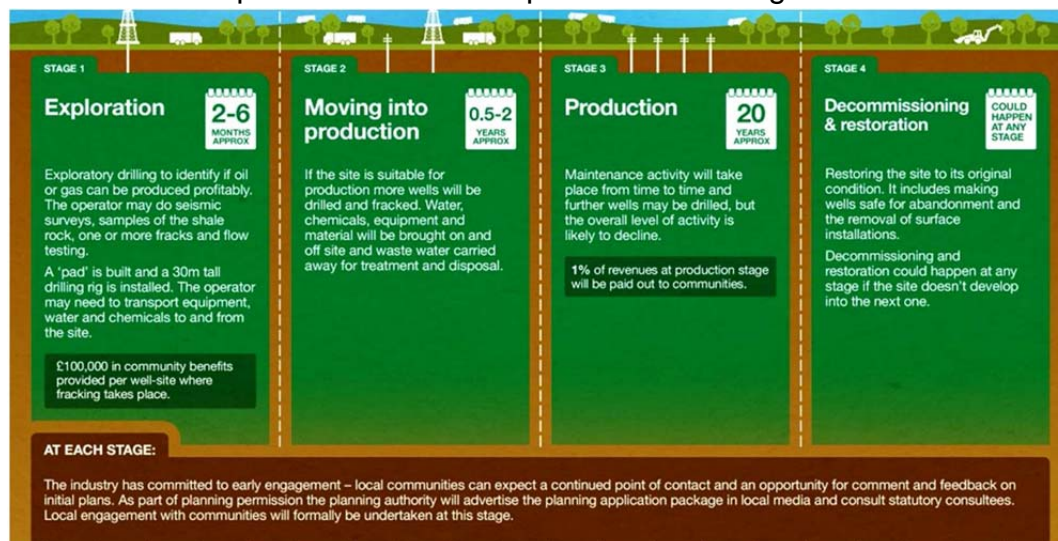 STAGE 1
Exploration
2-6
MONTHS
APPROX
Exploratory drilling to identify if oil
or gas can be produced profitably.
The operator may do seismic
surveys, samples of the shale
rock, one or more fracks and flow
testing.
A 'pad' is built and a 30m tall
drilling rig is installed. The operator
may need to transport equipment,
water and chemicals to and from
the site.
£100,000 in community benefits
provided per well-site where
fracking takes place.
STAGE 2
Moving into
production
0.5-2
YEARS
APPROX
If the site is suitable for
production more wells will be
drilled and fracked. Water,
chemicals, equipment and
material will be brought on and
off site and waste water carried
away for treatment and disposal.
STAGE 3
Production
20
YEARS
APPROX
Maintenance activity will take
place from time to time and
further wells may be drilled, but
the overall level of activity is
likely to decline.
1% of revenues at production stage
will be paid out to communities.
STAGE 4
Decommissioning
& restoration
COULD
HAPPEN
AT ANY
STAGE
Restoring the site to its original
condition. It includes making
wells safe for abandonment and
the removal of surface
installations.
Decommissioning and
restoration could happen at any
stage if the site doesn't develop
into the next one.
AT EACH STAGE:
The industry has committed to early engagement – local communities can expect a continued point of contact and an opportunity for comment and feedback on
initial plans. As part of planning permission the planning authority will advertise the planning application package in local media and consult statutory consultees.
Local engagement with communities will formally be undertaken at this stage.